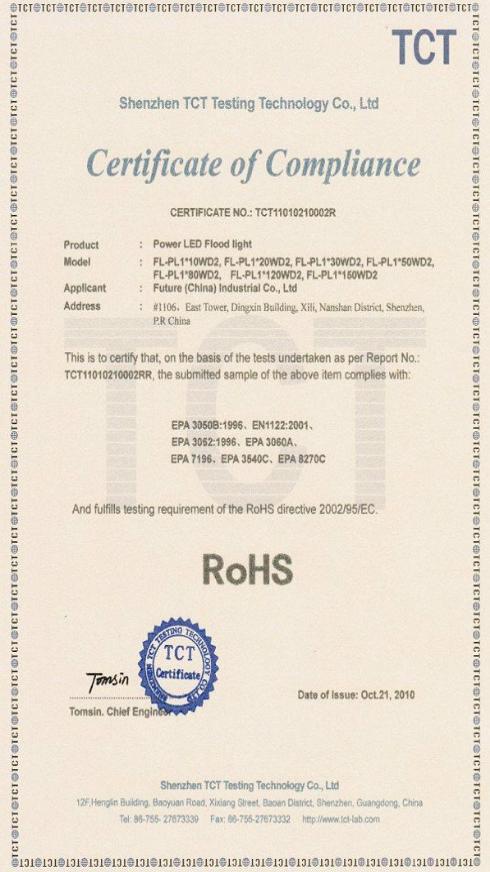 TCT
Shenzhen TCT Testing Technology Co., Ltd
Certificate of Compliance
CERTIFICATE NO.: TCT11010210002R
Product : Power LED Flood light
Model : FL-PL1*10WD2, FL-PL1*20WD2, FL-PL1*30WD2, FL-PL1*50WD2,
FL-PL1*80WD2, FL-PL1*120WD2, FL-PL1*150WD2
Applicant : Future (China) Industrial Co., Ltd
Address : #1106、East Tower, Dingxin Building, Xili, Nanshan District, Shenzhen,
P.R China
This is to certify that, on the basis of the tests undertaken as per Report No.:
TCT11010210002RR, the submitted sample of the above item complies with:
EPA 3050B:1996、EN1122:2001、
EPA 3052:1996、EPA 3060A、
EPA 7196、EPA 3540C、EPA 8270C
And fulfills testing requirement of the RoHS directive 2002/95/EC.
RoHS
SHENZHEN TCT TESTING TECHNOLOGY CO.,LTD
TCT
Certificate
Tomsin
Tomsin. Chief Engineer
Date of Issue: Oct.21, 2010
Shenzhen TCT Testing Technology Co., Ltd
12F,Henglin Building, Baoyuan Road, Xixiang Street, Baoan District, Shenzhen, Guangdong, China
Tel: 86-755- 27673339 Fax: 86-755-27673332 http://www.tct-lab.com